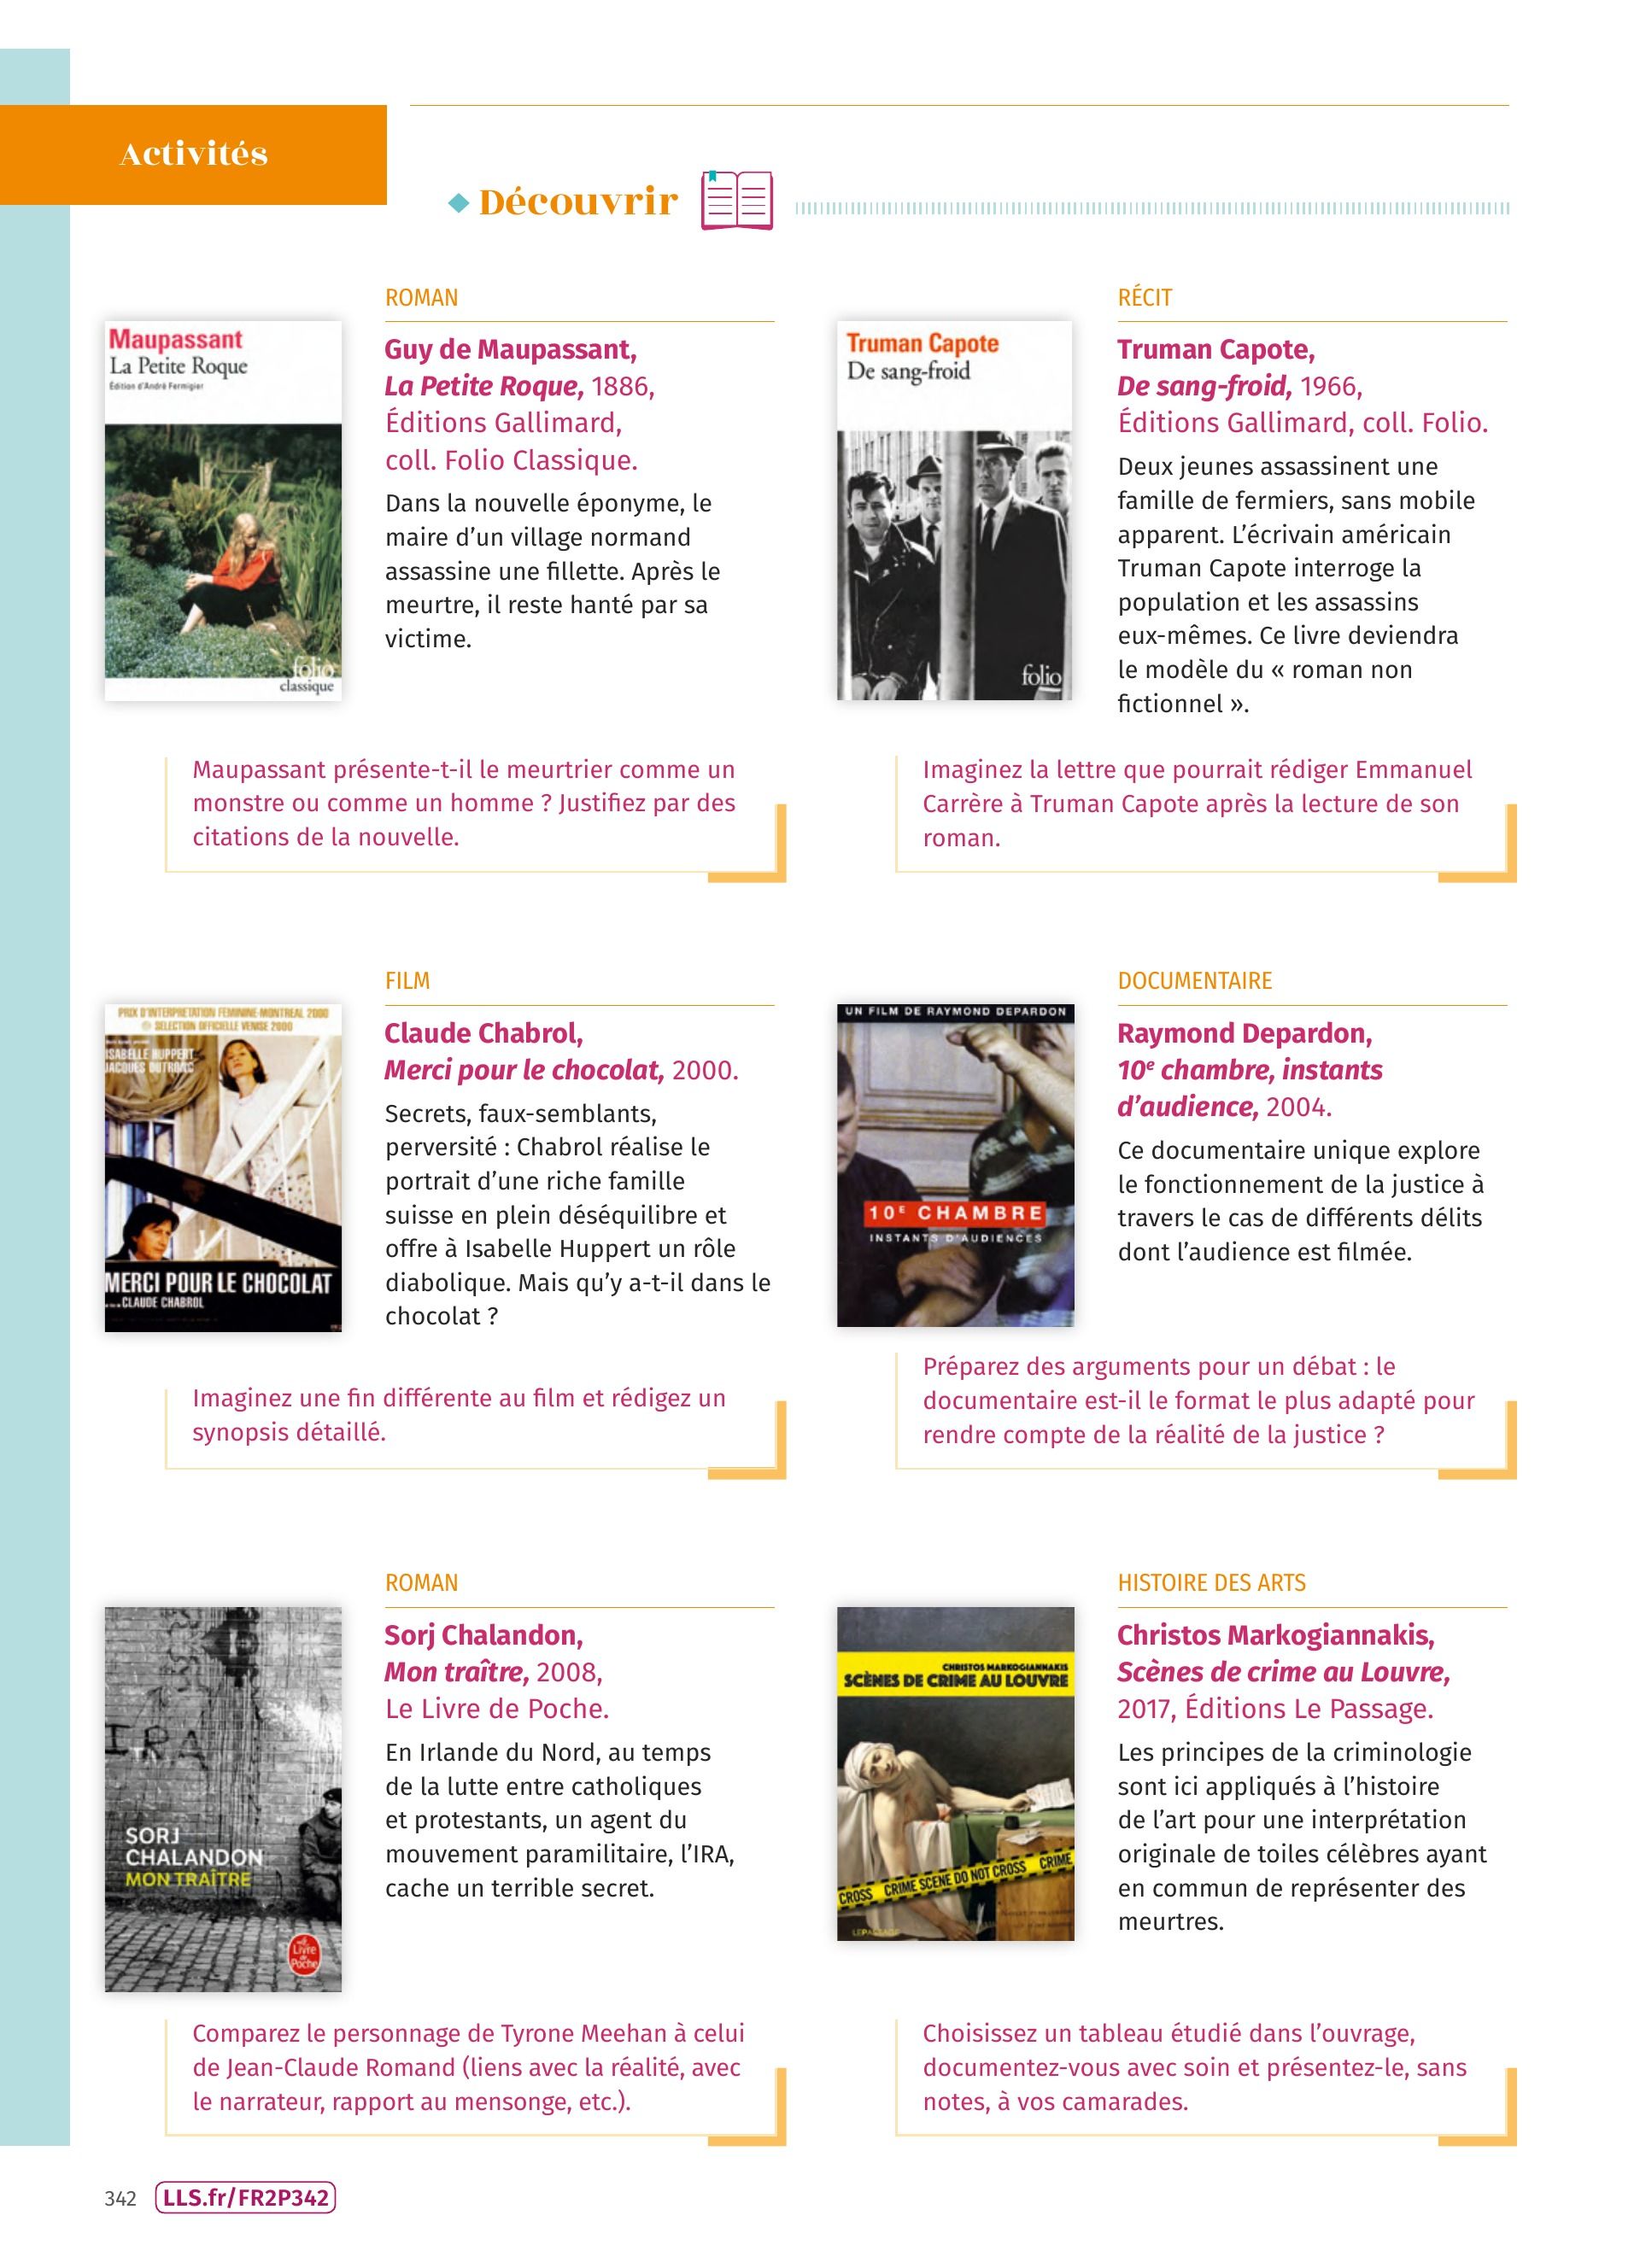 Activités
Découvrir
ROMAN
Maupassant
La Petite Roque
Édition d'André Fermigier
folio
classique
Guy de Maupassant,
La Petite Roque, 1886,
Éditions Gallimard,
coll. Folio Classique.
Dans la nouvelle éponyme, le
maire d'un village normand
assassine une fillette. Après le
meurtre, il reste hanté par sa
victime.
Maupassant présente-t-il le meurtrier comme un
monstre ou comme un homme ? Justifiez par des
citations de la nouvelle.
RÉCIT
Truman Capote
De sang-froid
folio
Truman Capote,
De sang-froid, 1966,
Éditions Gallimard, coll. Folio.
Deux jeunes assassinent une
famille de fermiers, sans mobile
apparent. L'écrivain américain
Truman Capote interroge la
population et les assassins
eux-mêmes. Ce livre deviendra
le modèle du « roman non
fictionnel ».
Imaginez la lettre que pourrait rédiger Emmanuel
Carrère à Truman Capote après la lecture de son
roman.
FILM
PRIX D'INTERPRETATION FEMININE-MONTREAL 2000
SELECTION OFFICIELLE VENISE 2000
ISABELLE HUPPERT
JACQUES DUTRONC
MERCI POUR LE CHOCOLAT
CLAUDE CHABROL
Claude Chabrol,
Merci pour le chocolat, 2000.
Secrets, faux-semblants,
perversité : Chabrol réalise le
portrait d'une riche famille
suisse en plein déséquilibre et
offre à Isabelle Huppert un rôle
diabolique. Mais qu'y a-t-il dans le
chocolat ?
Imaginez une fin différente au film et rédigez un
synopsis détaillé.
DOCUMENTAIRE
UN FILM DE RAYMOND DEPARDON
10E CHAMBRE
INSTANTS D'AUDIENCES
Raymond Depardon,
10e chambre, instants
d'audience, 2004.
Ce documentaire unique explore
le fonctionnement de la justice à
travers le cas de différents délits
dont l'audience est filmée.
Préparez des arguments pour un débat : le
documentaire est-il le format le plus adapté pour
rendre compte de la réalité de la justice ?
ROMAN
IRA
SORJ
CHALANDON
MON TRAÎTRE
Le
Livre
de
Poche
Sorj Chalandon,
Mon traître, 2008,
Le Livre de Poche.
En Irlande du Nord, au temps
de la lutte entre catholiques
et protestants, un agent du
mouvement paramilitaire, l'IRA,
cache un terrible secret.
Comparez le personnage de Tyrone Meehan à celui
de Jean-Claude Romand (liens avec la réalité, avec
le narrateur, rapport au mensonge, etc.).
HISTOIRE DES ARTS
CHRISTOS MARKOGIANNAKIS
SCÈNES DE CRIME AU LOUVRE
CROSS CRIME SCENE DO NOT CROSS CRIME
LEPASSAGE
Christos Markogiannakis,
Scènes de crime au Louvre,
2017, Éditions Le Passage.
Les principes de la criminologie
sont ici appliqués à l'histoire
de l'art pour une interprétation
originale de toiles célèbres ayant
en commun de représenter des
meurtres.
Choisissez un tableau étudié dans l'ouvrage,
documentez-vous avec soin et présentez-le, sans
notes, à vos camarades.
342 LLS.fr/FR2P342